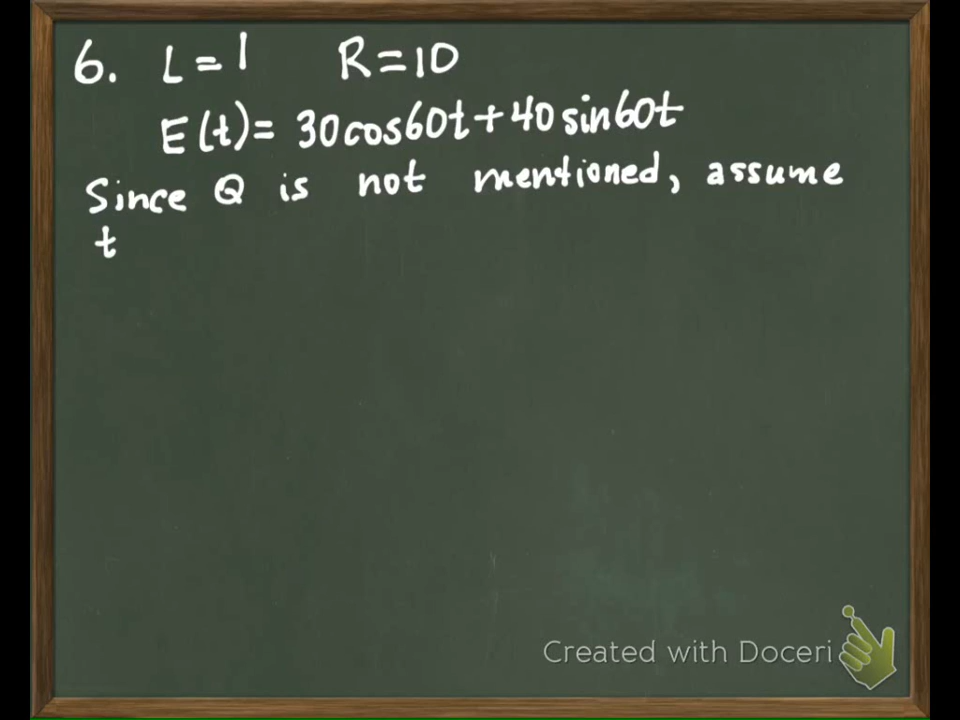 6. L=1 R=10
E(t)= 30cos60t+40sin60t
Since Q is not mentioned, assume
t
Created with Doceri